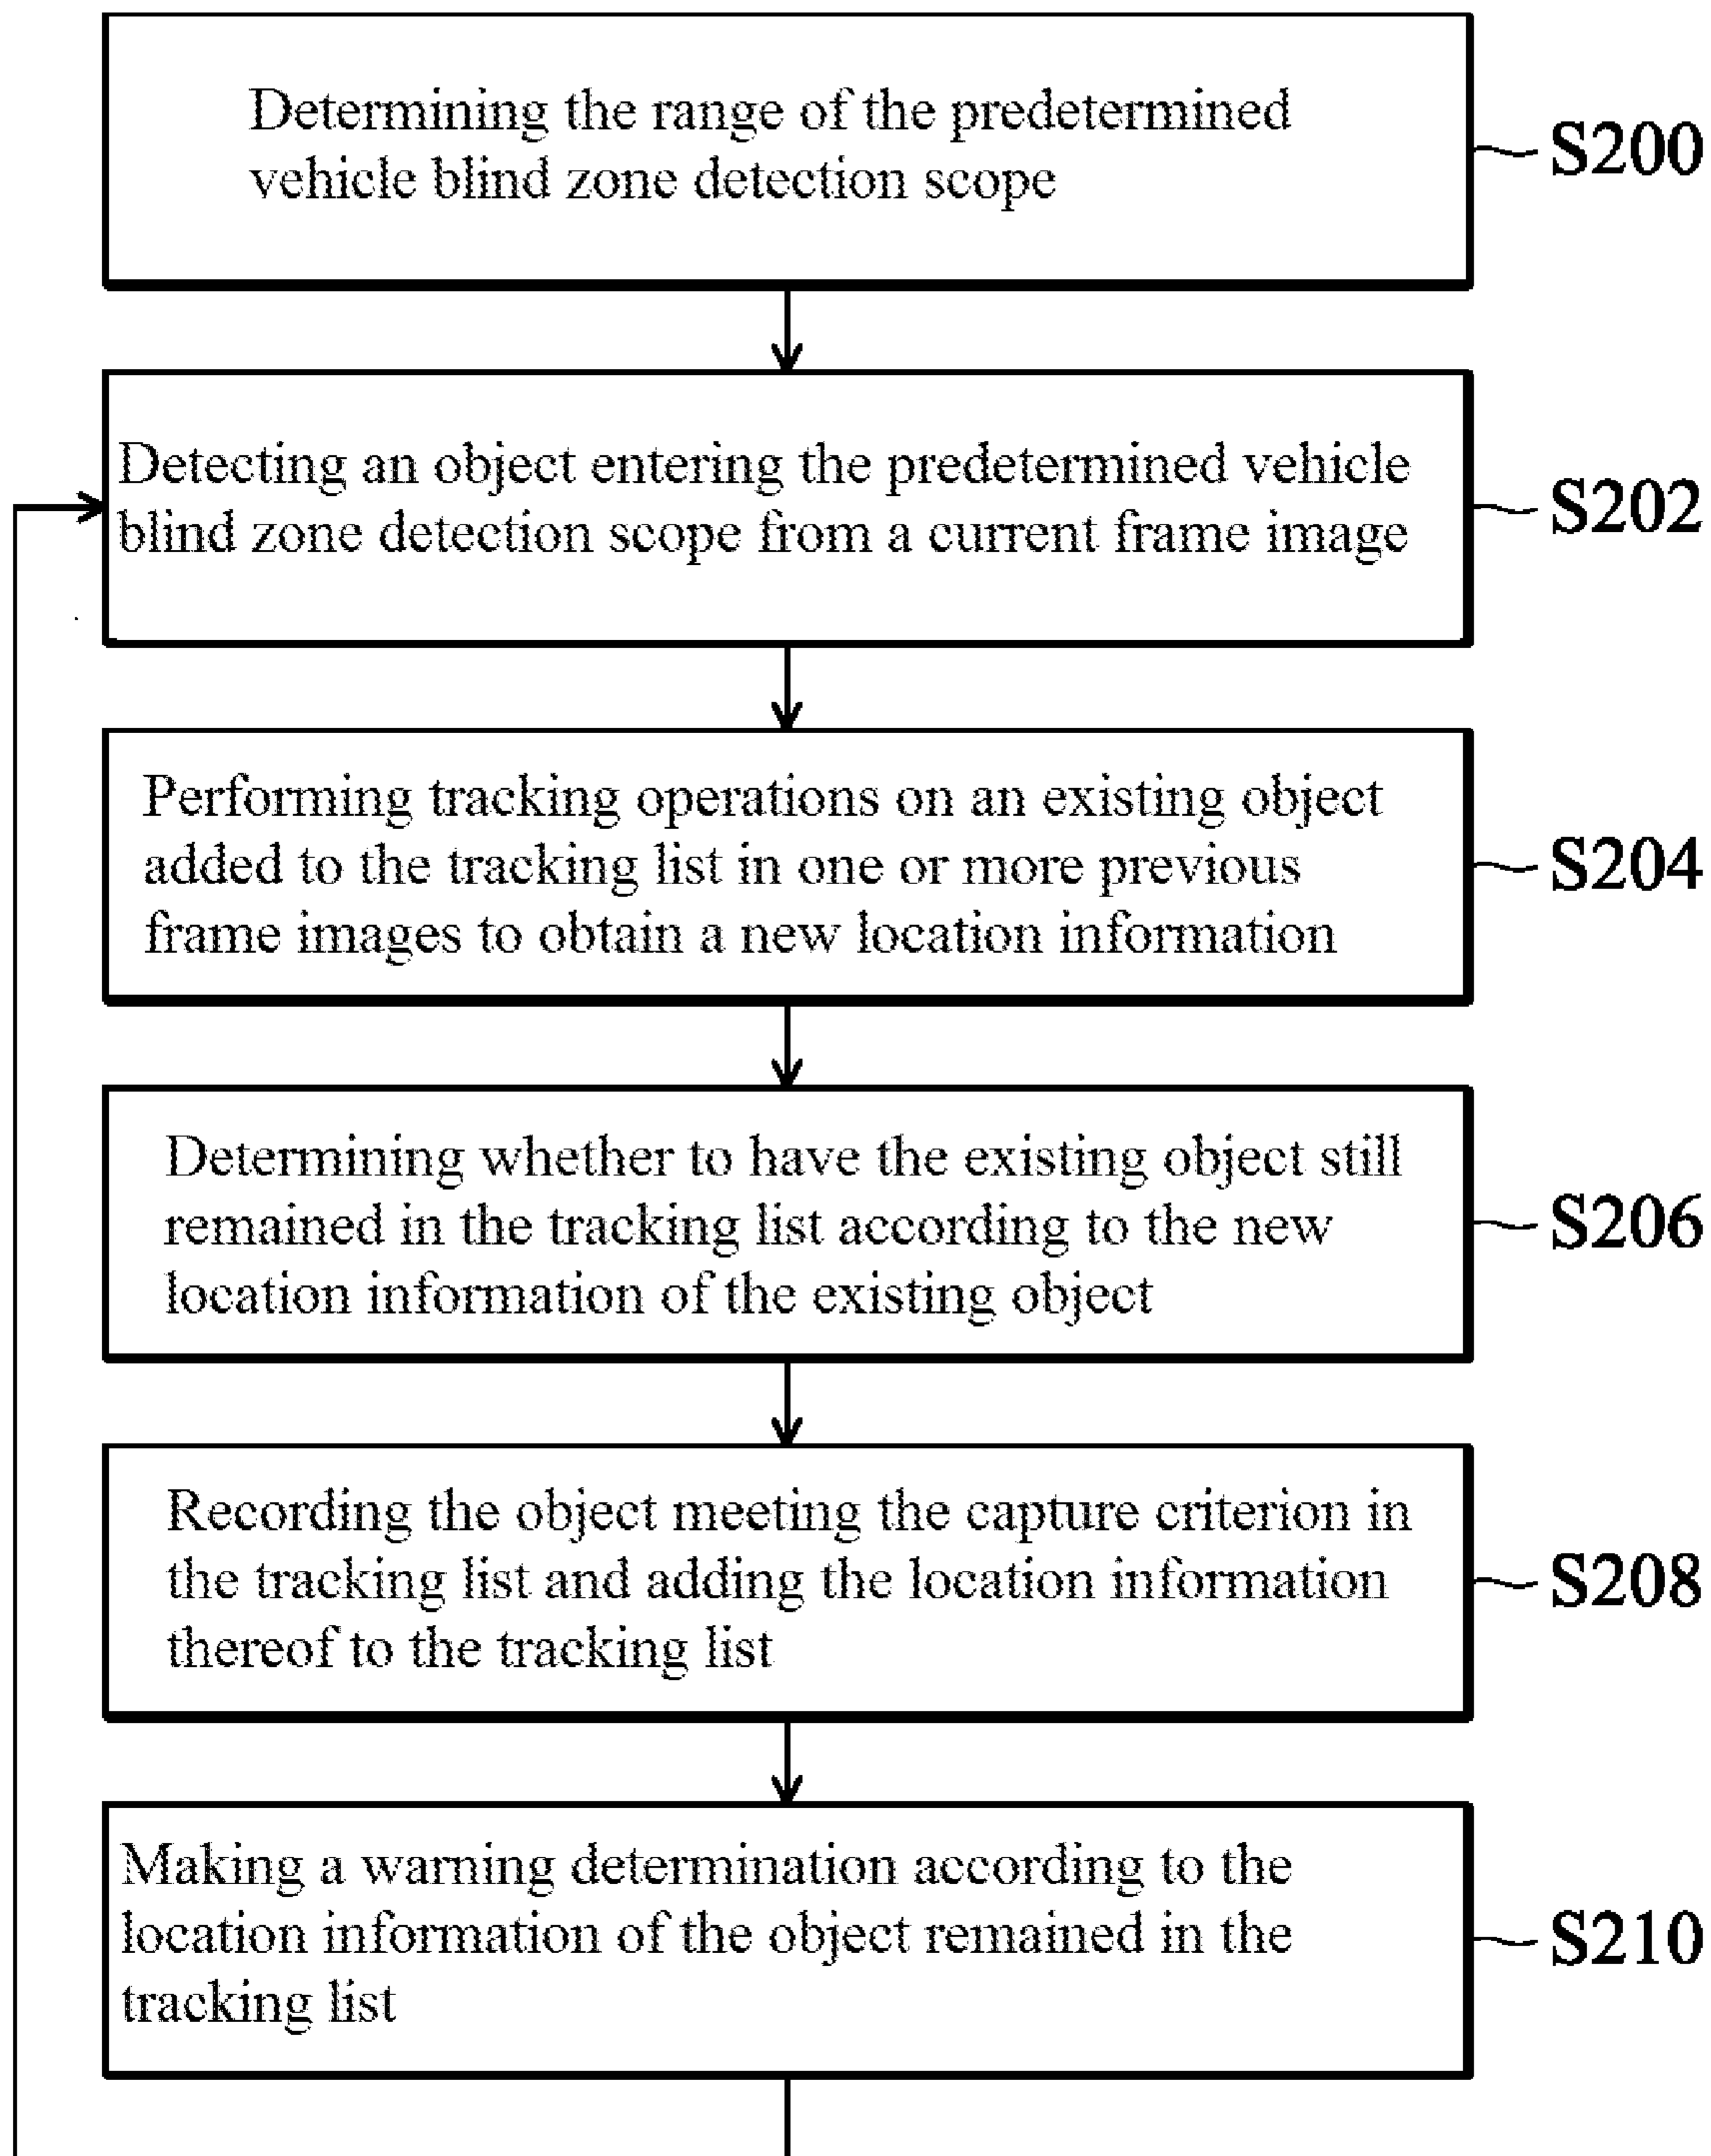 Determining the range of the predetermined
vehicle blind zone detection scope
S200
Detecting an object entering the predetermined vehicle
blind zone detection scope from a current frame image
S202
Performing tracking operations on an existing object
added to the tracking list in one or more previous
frame images to obtain a new location information
S204
Determining whether to have the existing object still
remained in the tracking list according to the new
location information of the existing object
S206
Recording the object meeting the capture criterion in
the tracking list and adding the location information
thereof to the tracking list
S208
Making a warning determination according to the
location information of the object remained in the
tracking list
S210